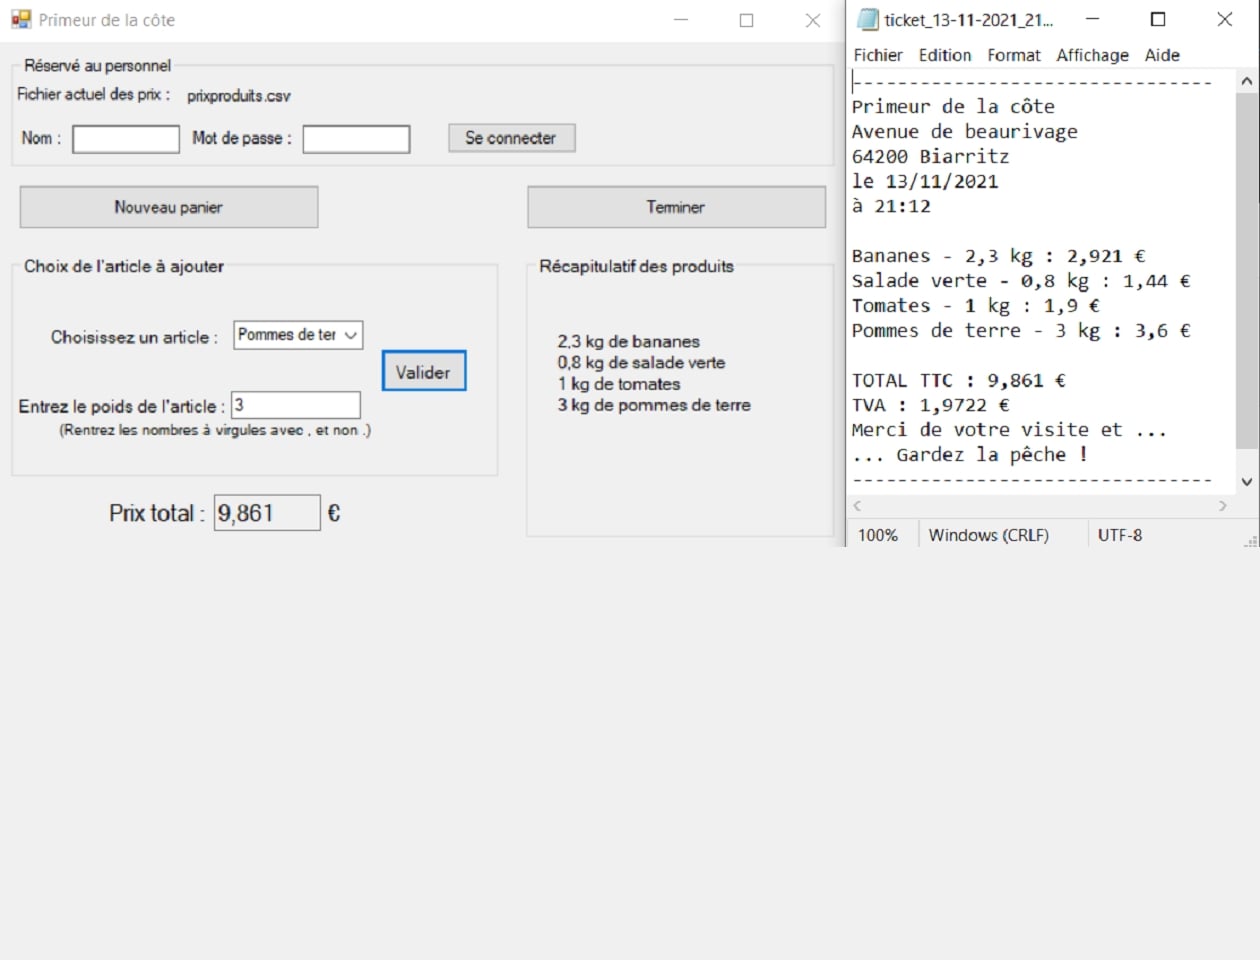 Primeur de la côte
Réservé au personnel
Fichier actuel des prix : prixproduits.csv
Nom : Mot de passe : Se connecter
Nouveau panier
Terminer
Choix de l'article à ajouter
Choisissez un article : Pommes de ter
Valider
Entrez le poids de l'article : 3
(Rentrez les nombres à virgules avec , et non .)
Prix total : 9,861 €
Récapitulatif des produits
2,3 kg de bananes
0,8 kg de salade verte
1 kg de tomates
3 kg de pommes de terre
ticket_13-11-2021_21...
Fichier Edition Format Affichage Aide
--------------------------------
Primeur de la côte
Avenue de beaurivage
64200 Biarritz
le 13/11/2021
à 21:12
Bananes - 2,3 kg : 2,921 €
Salade verte - 0,8 kg : 1,44 €
Tomates - 1 kg : 1,9 €
Pommes de terre - 3 kg : 3,6 €
TOTAL TTC : 9,861 €
TVA : 1,9722 €
Merci de votre visite et ...
... Gardez la pêche !
--------------------------------
100% Windows (CRLF) UTF-8